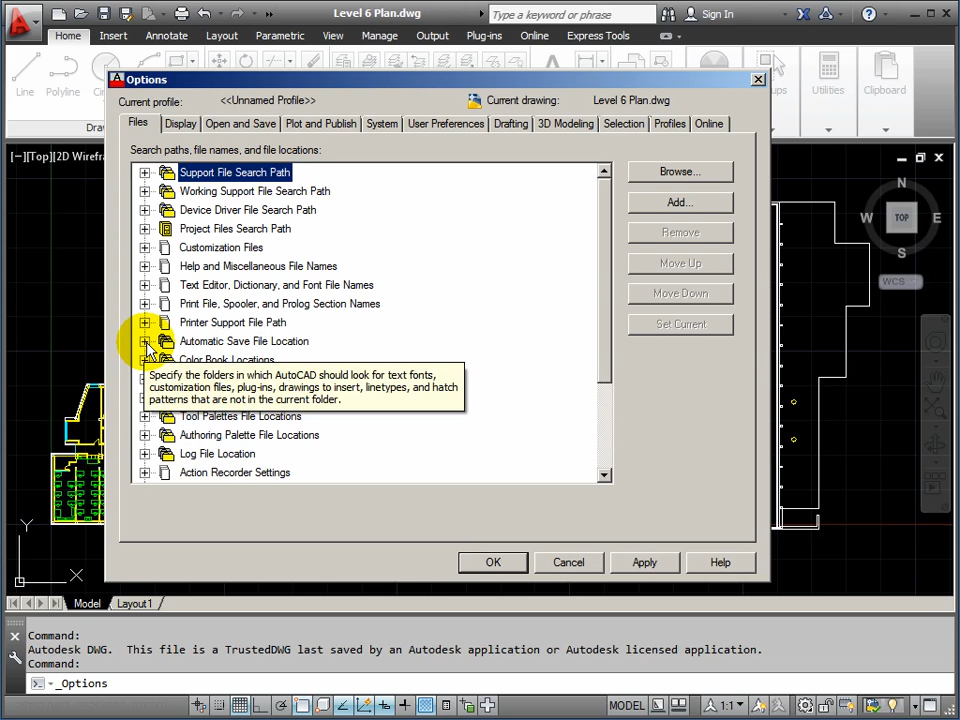 Level 6 Plan.dwg
Type a keyword or phrase
Sign In
Home Insert Annotate Layout Parametric View Manage Output Plug-ins Online Express Tools
Line Polyline Utilities Clipboard
[−][Top][2D Wirefr
Options
Current profile: <<Unnamed Profile>> Current drawing: Level 6 Plan.dwg
Files Display Open and Save Plot and Publish System User Preferences Drafting 3D Modeling Selection Profiles Online
Search paths, file names, and file locations:
Support File Search Path
Working Support File Search Path
Device Driver File Search Path
Project Files Search Path
Customization Files
Help and Miscellaneous File Names
Text Editor, Dictionary, and Font File Names
Print File, Spooler, and Prolog Section Names
Printer Support File Path
Automatic Save File Location
Color Book Locations
Specify the folders in which AutoCAD should look for text fonts,
customization files, plug-ins, drawings to insert, linetypes, and hatch
patterns that are not in the current folder.
Tool Palettes File Locations
Authoring Palette File Locations
Log File Location
Action Recorder Settings
Browse...
Add...
Remove
Move Up
Move Down
Set Current
OK Cancel Apply Help
N
W TOP E
S
WCS
Y
X
Model Layout1
Command:
Autodesk DWG. This file is a TrustedDWG last saved by an Autodesk application or Autodesk licensed application.
Command:
_Options
MODEL 1:1